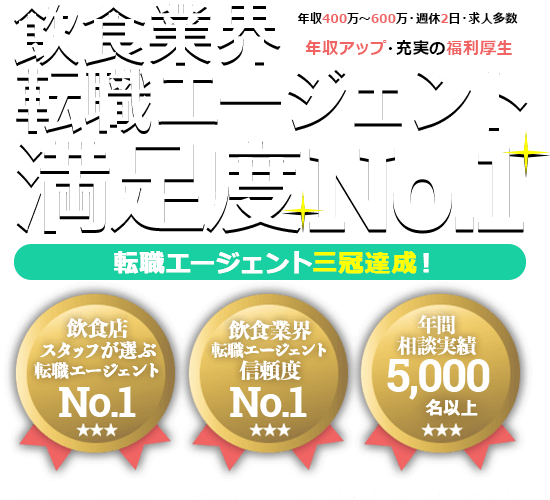 飲食業界
年収400万～600万・週休2日・求人多数
年収アップ・充実の福利厚生
転職エージェント
満足度No.1
転職エージェント三冠達成！
飲食店
スタッフが選ぶ
転職エージェント
No.1
飲食業界
転職エージェント
信頼度
No.1
年間
相談実績
5,000
名以上